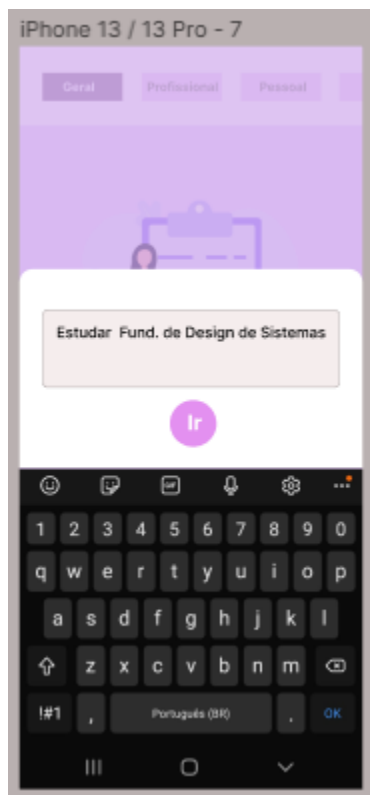 iPhone 13 / 13 Pro - 7
Geral Profissional Pessoal
Estudar Fund. de Design de Sistemas
Ir
GIF
1 2 3 4 5 6 7 8 9 0
q w e r t y u i o p
a s d f g h j k l
z x c v b n m
!#1 , Português (BR) . OK